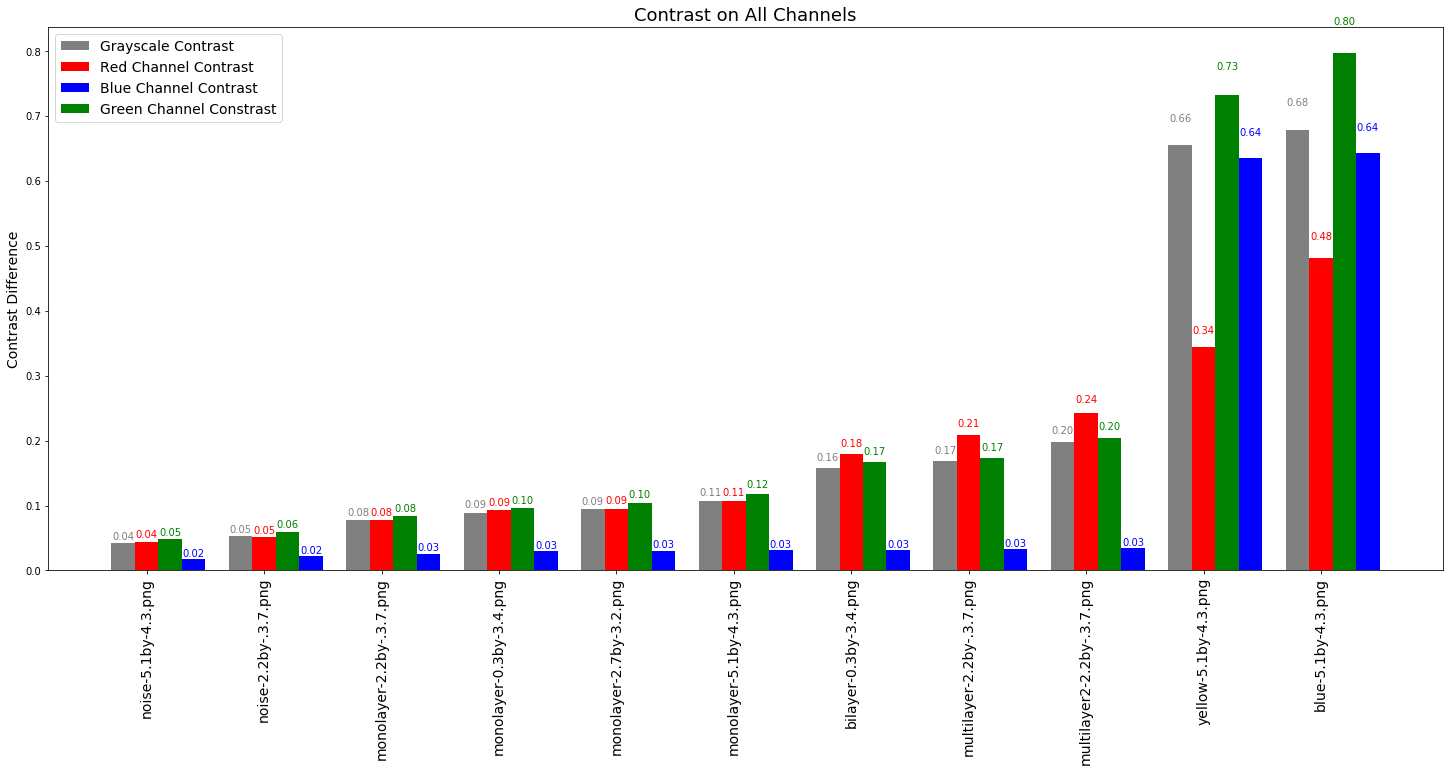 Contrast on All Channels
Grayscale Contrast
Red Channel Contrast
Blue Channel Contrast
Green Channel Constrast
Contrast Difference
0.8
0.7
0.6
0.5
0.4
0.3
0.2
0.1
0.0
0.04 0.04 0.05 0.02
0.05 0.05 0.06 0.02
0.08 0.08 0.08 0.03
0.09 0.09 0.10 0.03
0.09 0.09 0.10 0.03
0.11 0.11 0.12 0.03
0.16 0.18 0.17 0.03
0.17 0.21 0.17 0.03
0.20 0.24 0.20 0.03
0.66 0.34 0.73 0.64
0.68 0.48 0.80 0.64
noise-5.1by-4.3.png
noise-2.2by-.3.7.png
monolayer-2.2by-.3.7.png
monolayer-0.3by-3.4.png
monolayer-2.7by-3.2.png
monolayer-5.1by-4.3.png
bilayer-0.3by-3.4.png
multilayer-2.2by-.3.7.png
multilayer2-2.2by-.3.7.png
yellow-5.1by-4.3.png
blue-5.1by-4.3.png